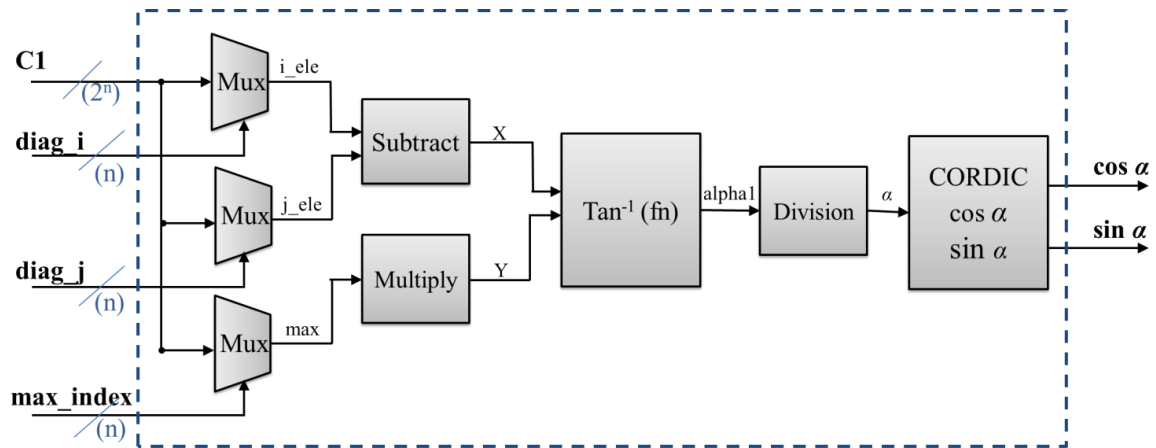 C1
(2ⁿ)
diag_i
(n)
diag_j
(n)
max_index
(n)
Mux
i_ele
Mux
j_ele
Mux
max
Subtract
X
Multiply
Y
Tan⁻¹ (fn)
alpha1
Division
α
CORDIC
cos α
sin α
cos α
sin α